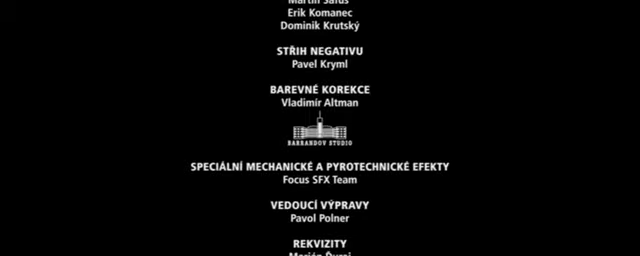 Erik Komanec
Dominik Krutský
STŘIH NEGATIVU
Pavel Kryml
BAREVNÉ KOREKCE
Vladimír Altman
BARRANDOV STUDIO
SPECIÁLNÍ MECHANICKÉ A PYROTECHNICKÉ EFEKTY
Focus SFX Team
VEDOUCÍ VÝPRAVY
Pavol Polner
REKVIZITY